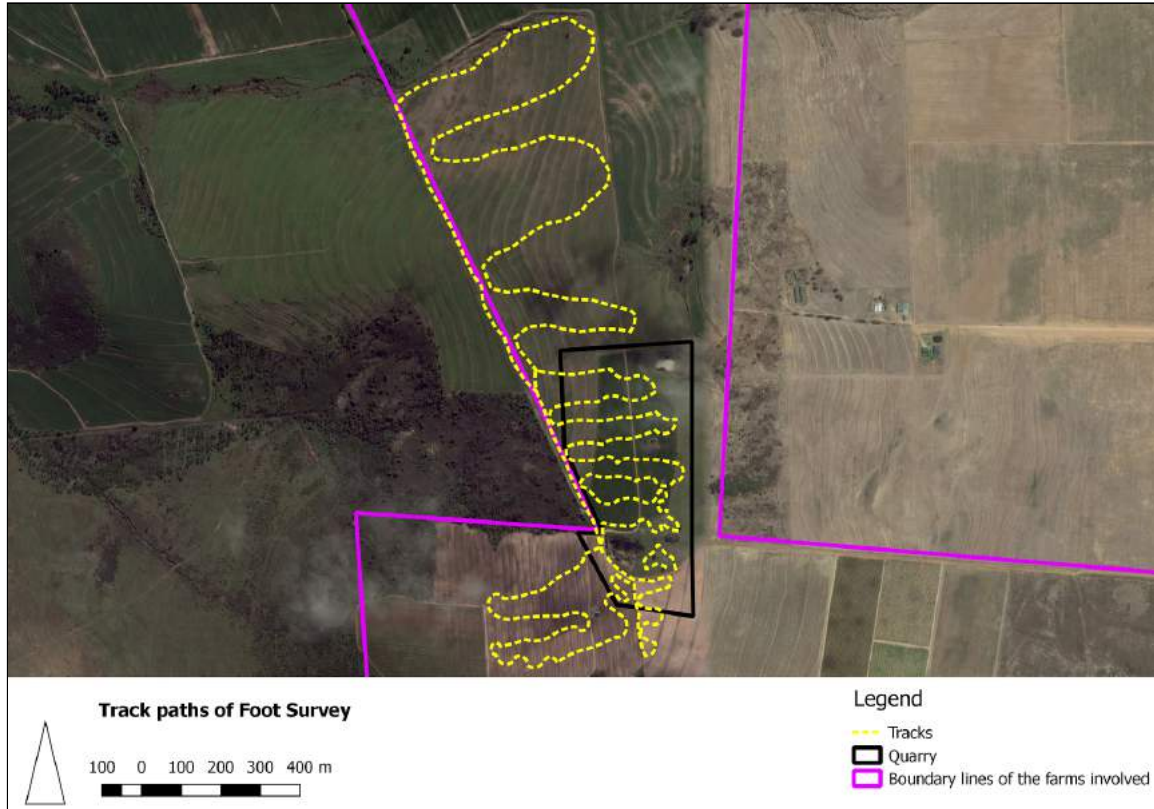 Track paths of Foot Survey
100 0 100 200 300 400 m
Legend
Tracks
Quarry
Boundary lines of the farms involved